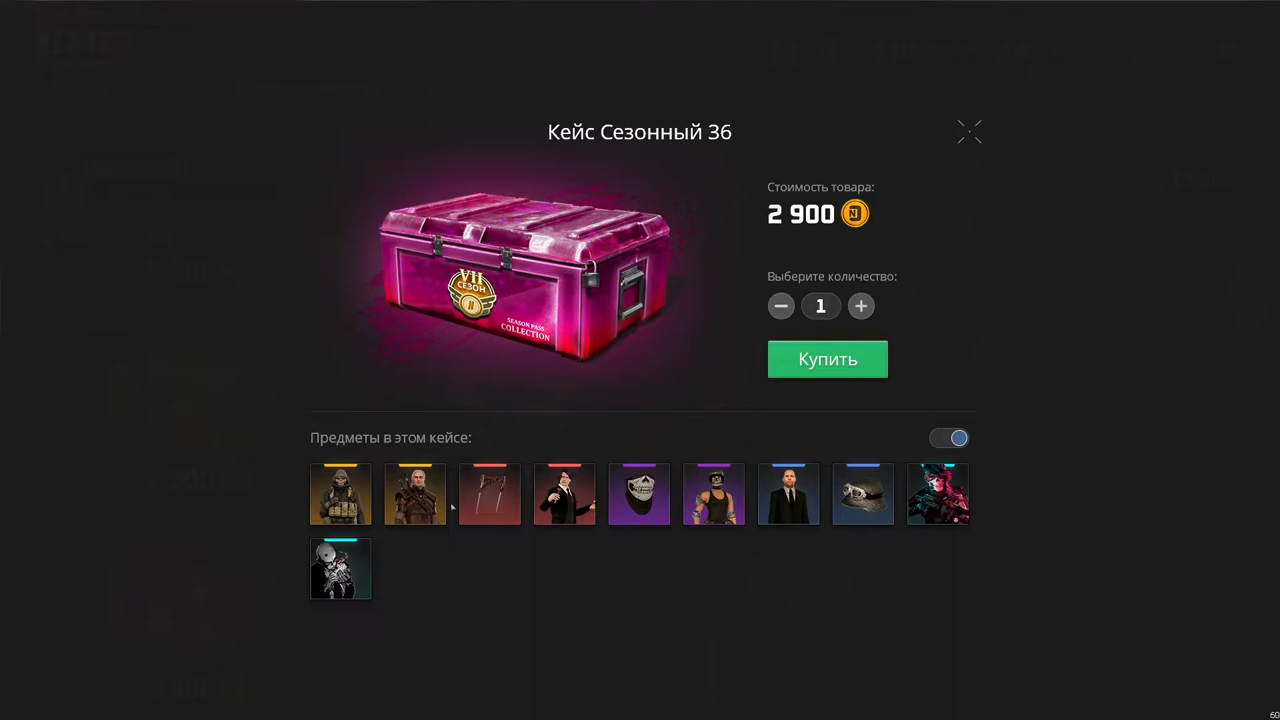 Кейс Сезонный 36
Стоимость товара:
2 900
VII
СЕЗОН
SEASON PASS
COLLECTION
Выберите количество:
1
Купить
Предметы в этом кейсе:
60